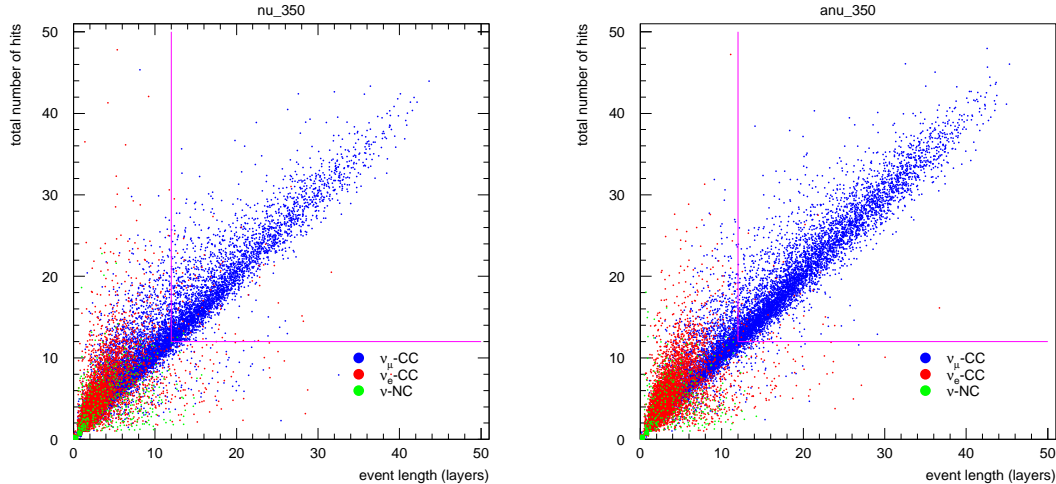 nu_350
total number of hits
50
40
30
20
10
0
νμ-CC
νe-CC
ν-NC
0 10 20 30 40 50
event length (layers)
anu_350
total number of hits
50
40
30
20
10
0
νμ-CC
νe-CC
ν-NC
0 10 20 30 40 50
event length (layers)